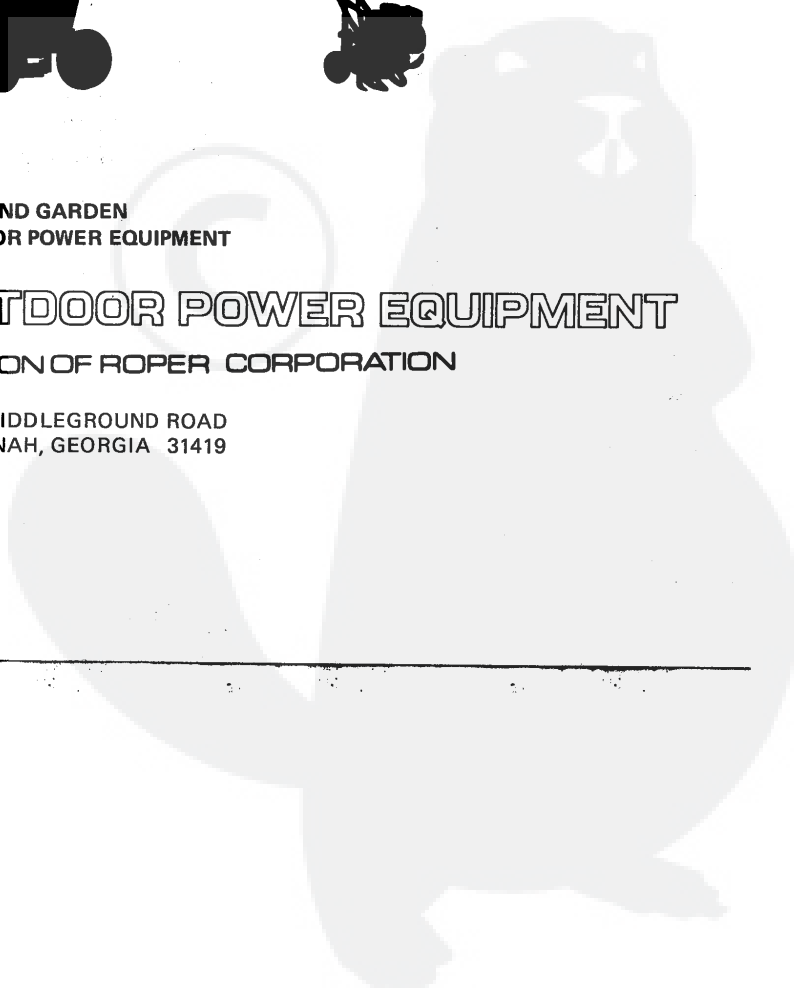 ND GARDEN
OR POWER EQUIPMENT
©
TDOOR POWER EQUIPMENT
ON OF ROPER CORPORATION
IDDLEGROUND ROAD
NAH, GEORGIA 31419